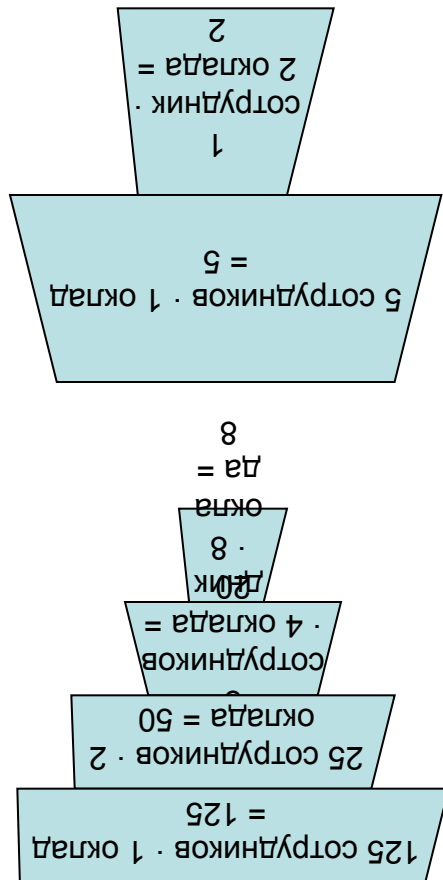 125 сотрудников · 1 оклад
= 125
25 сотрудников · 2
оклада = 50
сотрудников
· 4 оклада =
20
дник
· 8
окла
да =
8
5 сотрудников · 1 оклад
= 5
1
сотрудник ·
2 оклада =
2